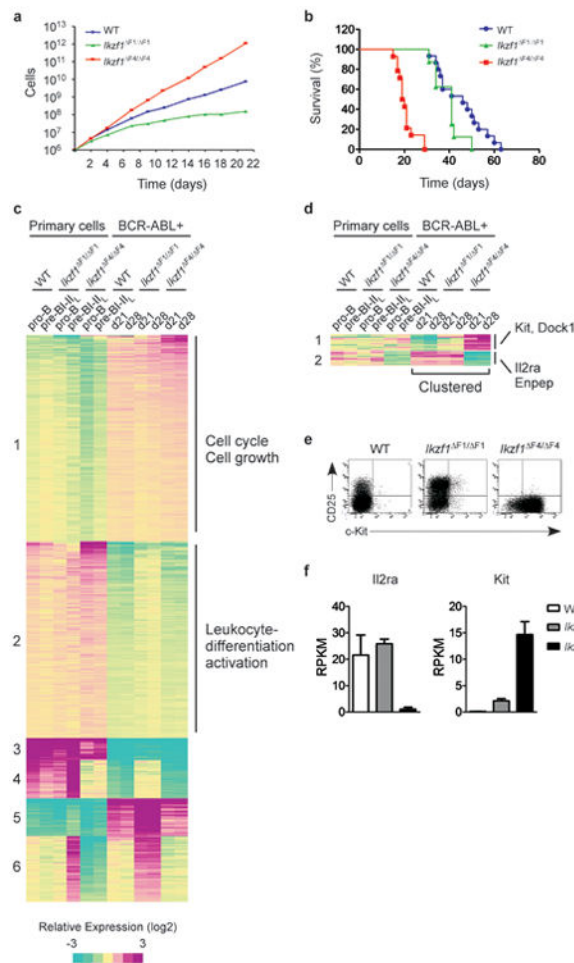 a
10^13
10^12
10^11
10^10
10^9
10^8
10^7
10^6
Cells
2 4 6 8 10 12 14 16 18 20 22
Time (days)
WT
Ikzf1^ΔF1/ΔF1
Ikzf1^ΔF4/ΔF4
b
120
100
80
60
40
20
0
Survival (%)
0 20 40 60 80
Time (days)
WT
Ikzf1^ΔF1/ΔF1
Ikzf1^ΔF4/ΔF4
c
Primary cells BCR-ABL+
WT Ikzf1^ΔF1/ΔF1 Ikzf1^ΔF4/ΔF4 WT Ikzf1^ΔF1/ΔF1 Ikzf1^ΔF4/ΔF4
pro-B pre-BI-II_L pro-B pre-BI-II_L pro-B pre-BI-II_L d21 d28 d21 d28 d21 d28
1
Cell cycle
Cell growth
2
Leukocyte-
differentiation
activation
3
4
5
6
Relative Expression (log2)
-3 3
d
Primary cells BCR-ABL+
WT Ikzf1^ΔF1/ΔF1 Ikzf1^ΔF4/ΔF4 WT Ikzf1^ΔF1/ΔF1 Ikzf1^ΔF4/ΔF4
pro-B pre-BI-II_L pro-B pre-BI-II_L pro-B pre-BI-II_L d21 d28 d21 d28 d21 d28
1
2
Kit, Dock1
Il2ra
Enpep
Clustered
e
WT Ikzf1^ΔF1/ΔF1 Ikzf1^ΔF4/ΔF4
CD25
c-Kit
f
Il2ra
RPKM
40
30
20
10
0
Kit
RPKM
20
15
10
5
0